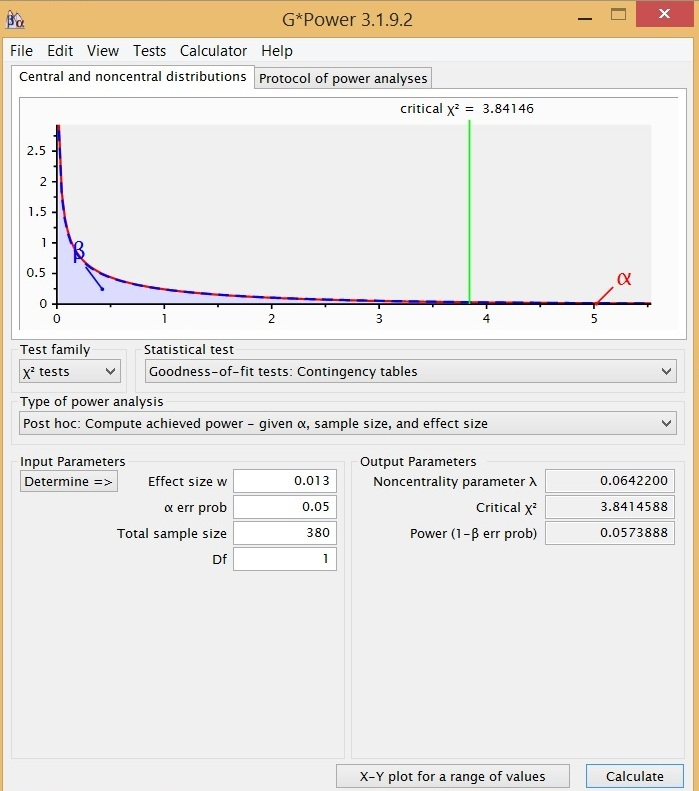 βα G*Power 3.1.9.2
File Edit View Tests Calculator Help
Central and noncentral distributions Protocol of power analyses
critical χ² = 3.84146
2.5
2
1.5
1
β
0.5
α
0
0 1 2 3 4 5
Test family Statistical test
χ² tests Goodness-of-fit tests: Contingency tables
Type of power analysis
Post hoc: Compute achieved power – given α, sample size, and effect size
Input Parameters Output Parameters
Determine => Effect size w 0.013 Noncentrality parameter λ 0.0642200
α err prob 0.05 Critical χ² 3.8414588
Total sample size 380 Power (1-β err prob) 0.0573888
Df 1
X-Y plot for a range of values Calculate